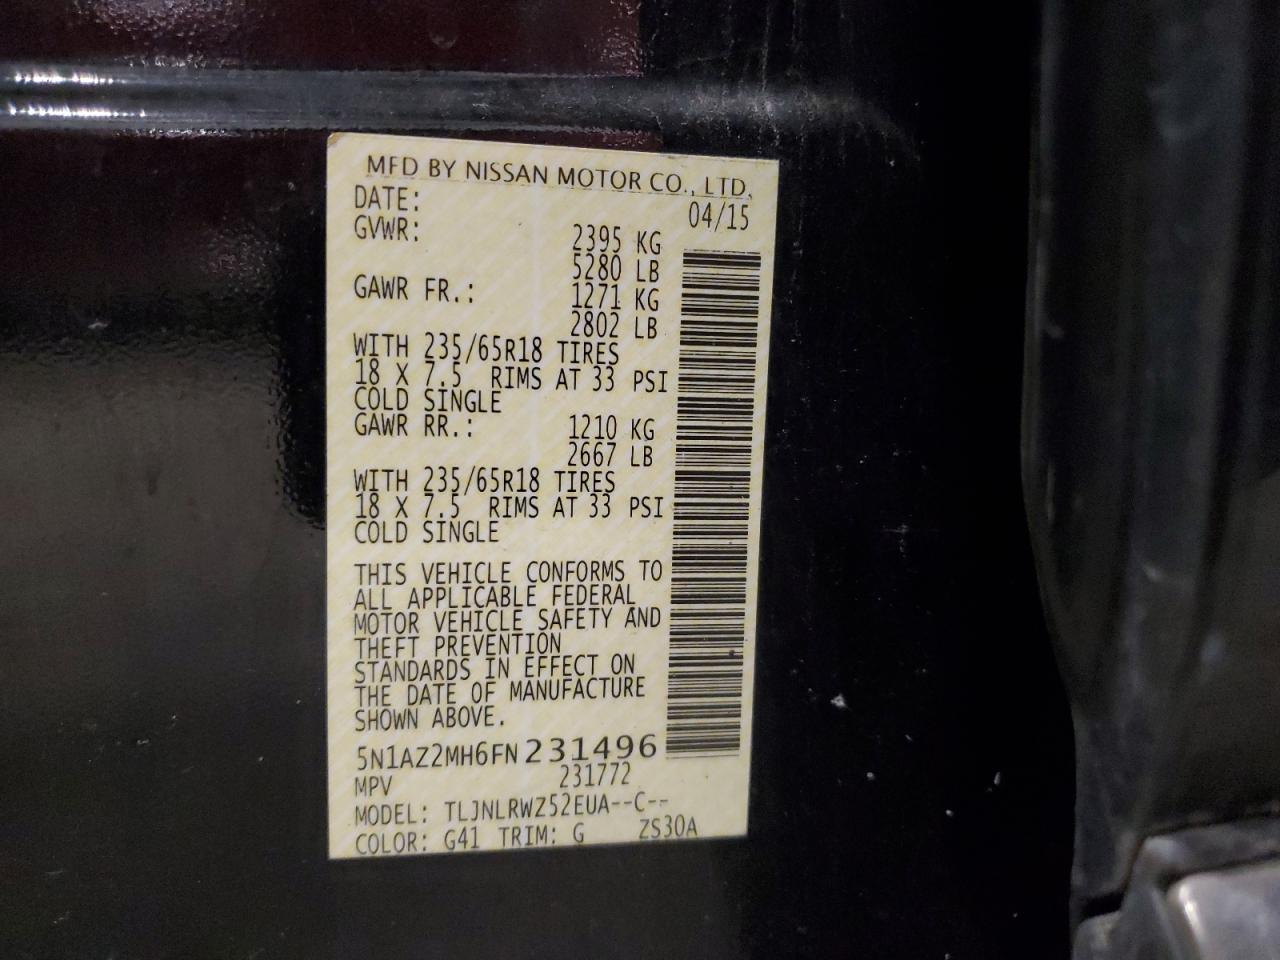 MFD BY NISSAN MOTOR CO., LTD.
DATE: 04/15
GVWR: 2395 KG
5280 LB
GAWR FR.: 1271 KG
2802 LB
WITH 235/65R18 TIRES
18 X 7.5 RIMS AT 33 PSI
COLD SINGLE
GAWR RR.: 1210 KG
2667 LB
WITH 235/65R18 TIRES
18 X 7.5 RIMS AT 33 PSI
COLD SINGLE
THIS VEHICLE CONFORMS TO
ALL APPLICABLE FEDERAL
MOTOR VEHICLE SAFETY AND
THEFT PREVENTION
STANDARDS IN EFFECT ON
THE DATE OF MANUFACTURE
SHOWN ABOVE.
5N1AZ2MH6FN231496
MPV 231772
MODEL: TLJNLRWZ52EUA--C--
COLOR: G41 TRIM: G ZS30A